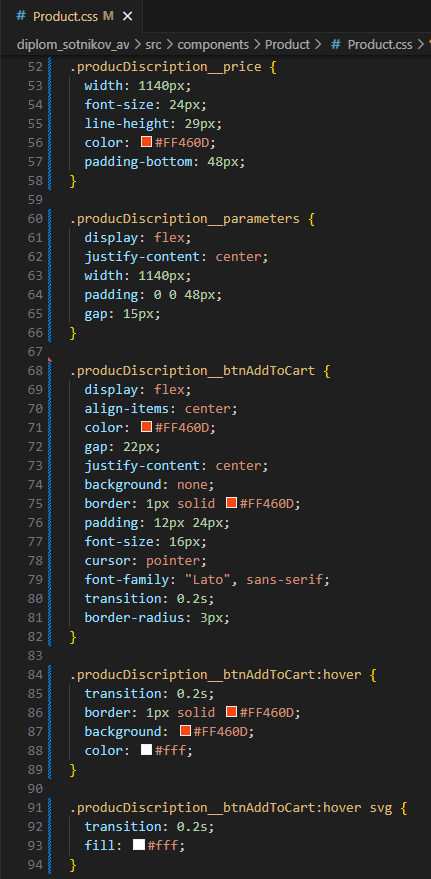 # Product.css M ×
diplom_sotnikov_av > src > components > Product > # Product.css >
52 .producDiscription__price {
53 width: 1140px;
54 font-size: 24px;
55 line-height: 29px;
56 color: #FF460D;
57 padding-bottom: 48px;
58 }
59
60 .producDiscription__parameters {
61 display: flex;
62 justify-content: center;
63 width: 1140px;
64 padding: 0 0 48px;
65 gap: 15px;
66 }
67
68 .producDiscription__btnAddToCart {
69 display: flex;
70 align-items: center;
71 color: #FF460D;
72 gap: 22px;
73 justify-content: center;
74 background: none;
75 border: 1px solid #FF460D;
76 padding: 12px 24px;
77 font-size: 16px;
78 cursor: pointer;
79 font-family: "Lato", sans-serif;
80 transition: 0.2s;
81 border-radius: 3px;
82 }
83
84 .producDiscription__btnAddToCart:hover {
85 transition: 0.2s;
86 border: 1px solid #FF460D;
87 background: #FF460D;
88 color: #fff;
89 }
90
91 .producDiscription__btnAddToCart:hover svg {
92 transition: 0.2s;
93 fill: #fff;
94 }